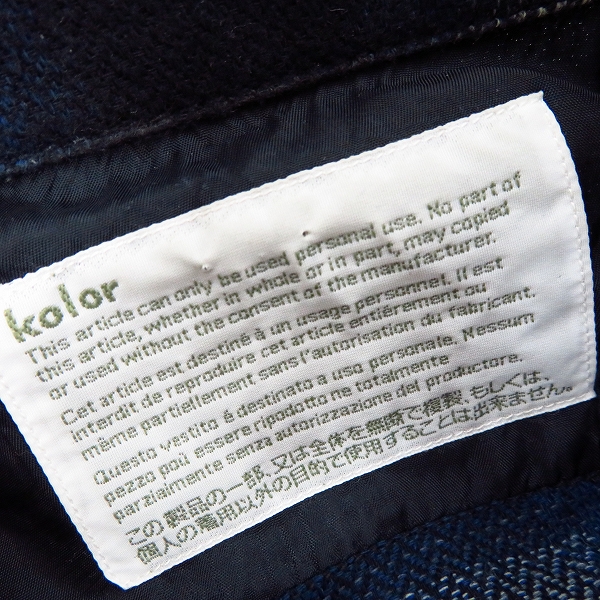 kolor
This article can only be used personal use. No part of
this article, whether in whole or in part, may copied
or used without the consent of the manufacturer.
Cet article est destiné à un usage personnel. Il est
interdit de reproduire cet article entiérement ou
même partiellement sans l'autorisation du fabricant.
Questo vestito é destinato a uso personale. Nessum
pezzo poü essere ripodotto ne totalmente
parzialmente senza autorizzazione del productore.
この製品の一部、又は全体を無断で複製、もしくは、
個人の着用以外の目的で使用することは出来ません。